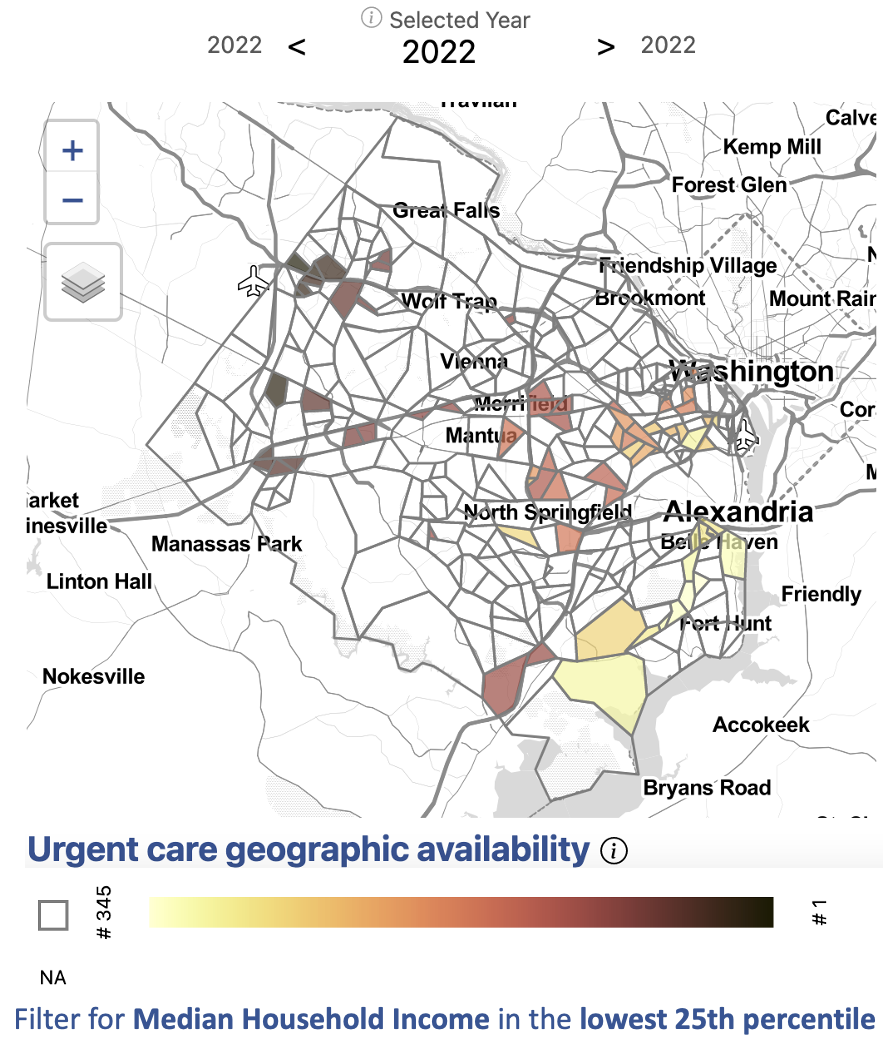 Selected Year
2022 < 2022 > 2022
Calve
Kemp Mill
Forest Glen
Great Falls
Friendship Village
Brookmont
Mount Rain
Wolf Trap
Vienna
Washington
Merrifield
Mantua
Cor
North Springfield
Alexandria
arket
inesville
Manassas Park
Belle Haven
Linton Hall
Friendly
Fort Hunt
Nokesville
Accokeek
Bryans Road
Urgent care geographic availability
# 345
# 1
NA
Filter for Median Household Income in the lowest 25th percentile